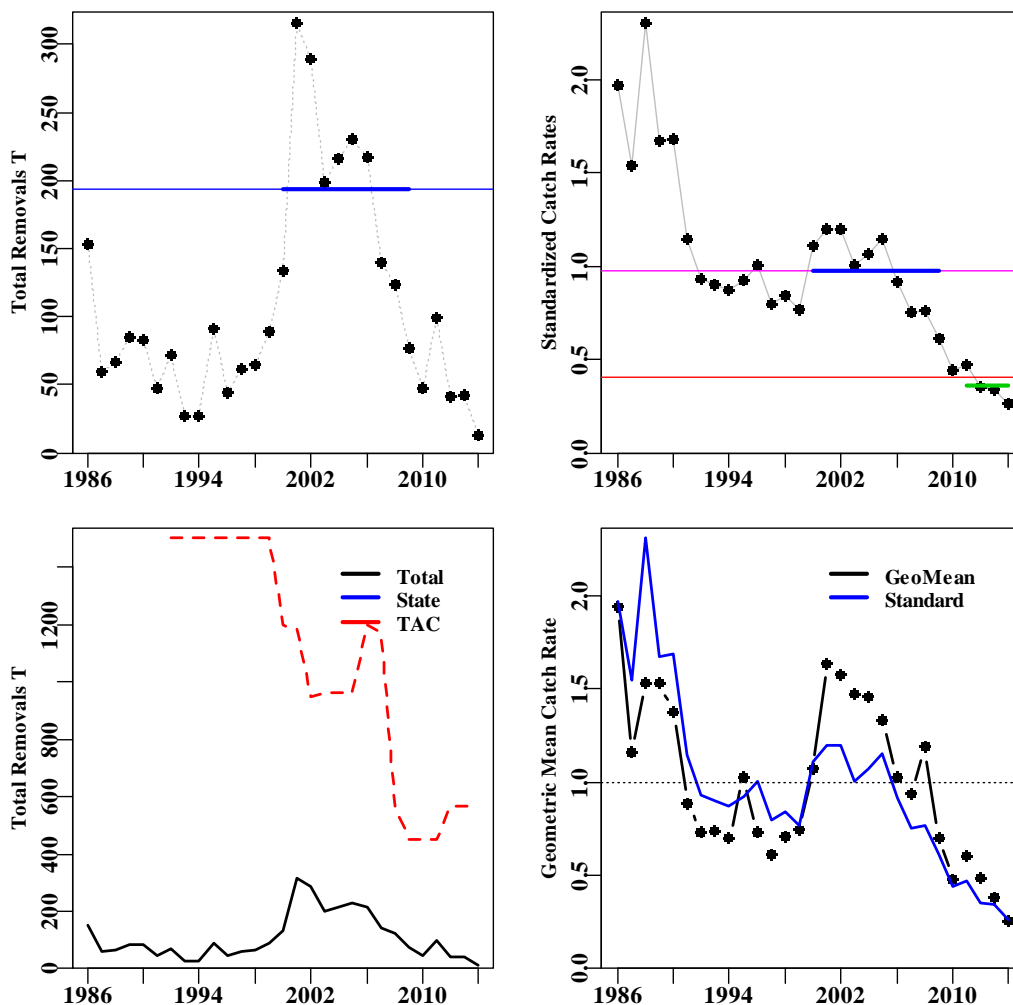 Total Removals T
300
250
200
150
100
50
0
1986 1994 2002 2010
Standardized Catch Rates
2.0
1.5
1.0
0.5
0.0
1986 1994 2002 2010
Total Removals T
1200
800
600
400
200
0
Total
State
TAC
1986 1994 2002 2010
Geometric Mean Catch Rate
2.0
1.5
1.0
0.5
0.0
GeoMean
Standard
1986 1994 2002 2010